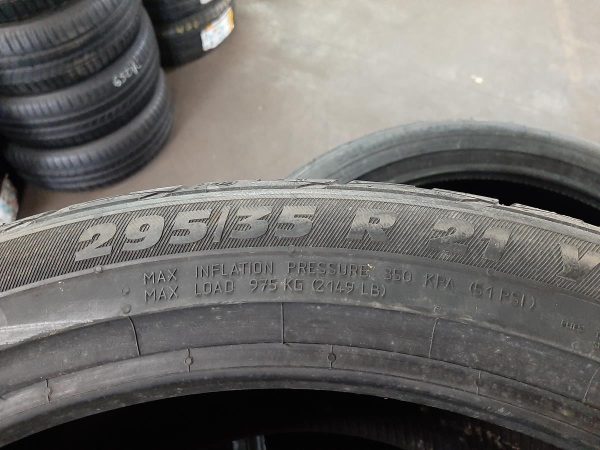 295/35 R 21 Y
MAX INFLATION PRESSURE 350 KPA (51 PSI)
MAX LOAD 975 KG (2149 LB)